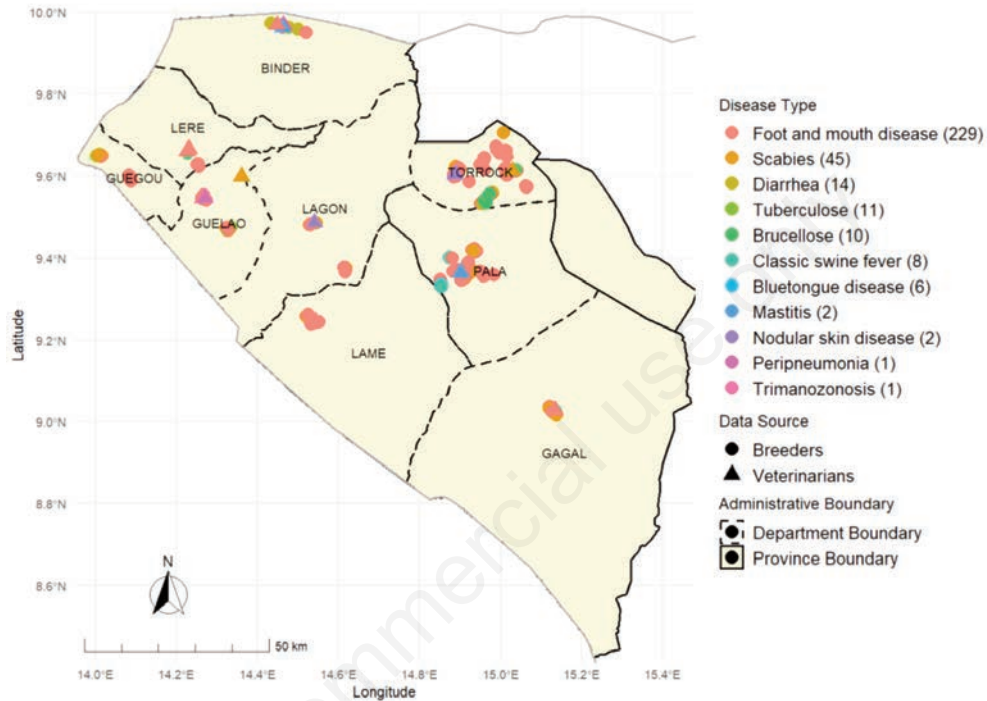 10.0°N
9.8°N
9.6°N
9.4°N
9.2°N
9.0°N
8.8°N
8.6°N
Latitude
BINDER
LERE
GUEGOU
GUELAO
LAGON
TORROCK
PALA
LAME
GAGAL
N
50 km
14.0°E 14.2°E 14.4°E 14.6°E 14.8°E 15.0°E 15.2°E 15.4°E
Longitude
Disease Type
Foot and mouth disease (229)
Scabies (45)
Diarrhea (14)
Tuberculose (11)
Brucellose (10)
Classic swine fever (8)
Bluetongue disease (6)
Mastitis (2)
Nodular skin disease (2)
Peripneumonia (1)
Trimanozonosis (1)
Data Source
Breeders
Veterinarians
Administrative Boundary
Department Boundary
Province Boundary
ommercial use only